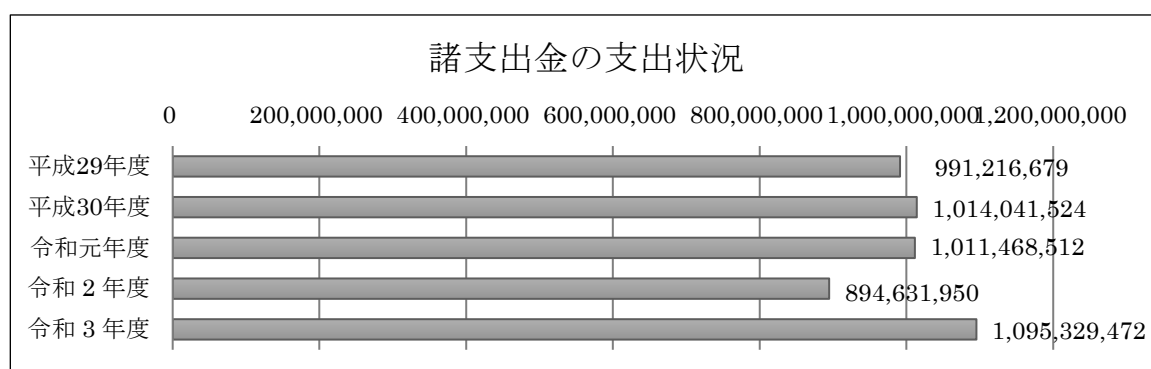 諸支出金の支出状況
0 200,000,000 400,000,000 600,000,000 800,000,000 1,000,000,000 1,200,000,000
平成29年度 991,216,679
平成30年度 1,014,041,524
令和元年度 1,011,468,512
令和2年度 894,631,950
令和3年度 1,095,329,472